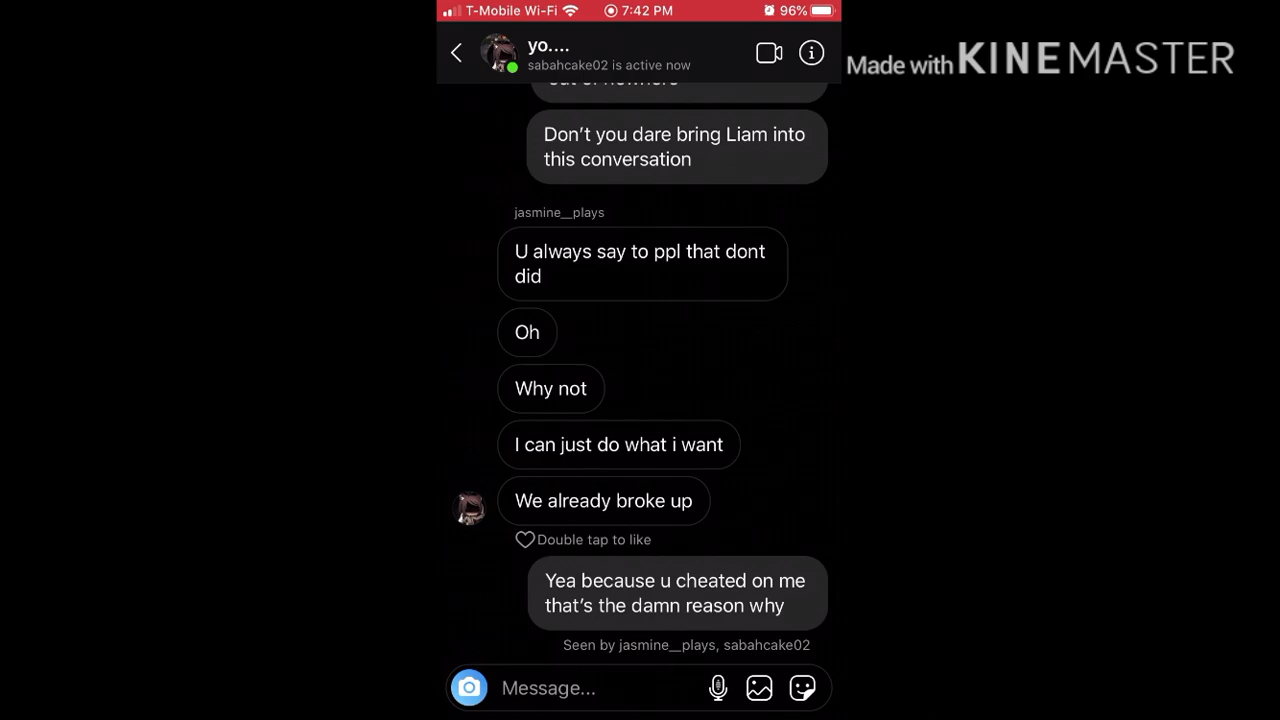 T-Mobile Wi-Fi 7:42 PM 96%
yo....
sabahcake02 is active now
Made with KINEMASTER
out of nowhere
Don't you dare bring Liam into
this conversation
jasmine__plays
U always say to ppl that dont
did
Oh
Why not
I can just do what i want
We already broke up
Double tap to like
Yea because u cheated on me
that's the damn reason why
Seen by jasmine__plays, sabahcake02
Message...